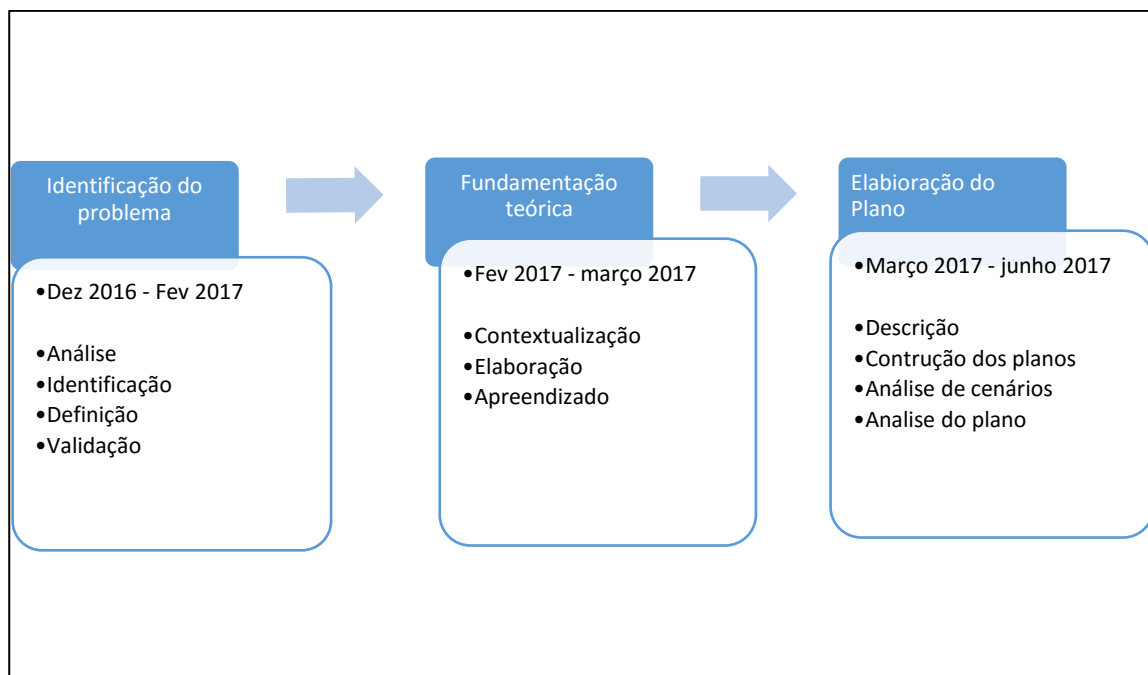 Identificação do
problema
•Dez 2016 - Fev 2017
•Análise
•Identificação
•Definição
•Validação
Fundamentação
teórica
•Fev 2017 - março 2017
•Contextualização
•Elaboração
•Apreendizado
Elabioração do
Plano
•Março 2017 - junho 2017
•Descrição
•Contrução dos planos
•Análise de cenários
•Analise do plano